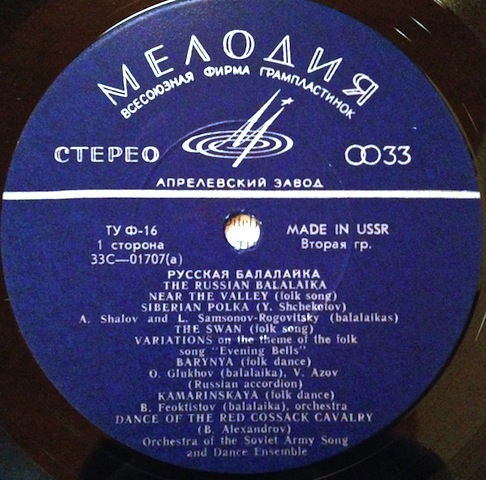 МЕЛОДИЯ
ВСЕСОЮЗНАЯ ФИРМА ГРАМПЛАСТИНОК
СТЕРЕО
33
АПРЕЛЕВСКИЙ ЗАВОД
ТУ Ф-16
MADE IN USSR
1 сторона
Вторая гр.
33С—01707(а)
РУССКАЯ БАЛАЛАЙКА
THE RUSSIAN BALALAIKA
NEAR THE VALLEY (folk song)
SIBERIAN POLKA (Y. Shchekotov)
A. Shalov and L. Samsonov-Rogovitsky (balalaikas)
THE SWAN (folk song)
VARIATIONS on the theme of the folk
song "Evening Bells"
BARYNYA (folk dance)
O. Glukhov (balalaika), V. Azov
(Russian accordion)
KAMARINSKAYA (folk dance)
B. Feoktistov (balalaika), orchestra
DANCE OF THE RED COSSACK CAVALRY
(B. Alexandrov)
Orchestra of the Soviet Army Song
and Dance Ensemble